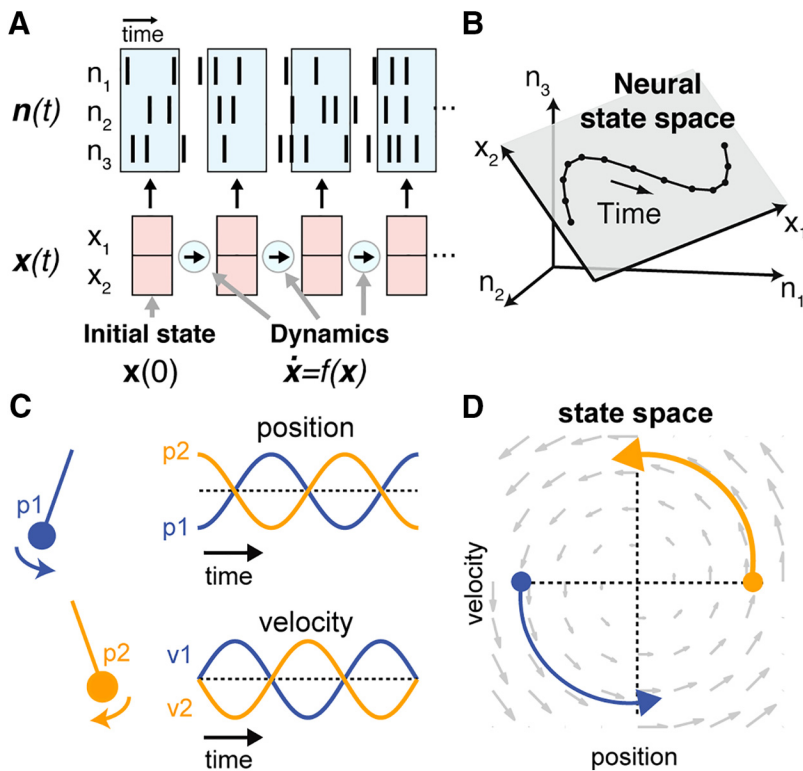 A
time
n1
n2
n3
n(t)
...
x1
x2
x(t)
...
Initial state
x(0)
Dynamics
ẋ=f(x)
B
n3
Neural
state space
x2
Time
x1
n2
n1
C
position
p2
p1
p1
time
velocity
p2
v1
v2
time
D
state space
velocity
position